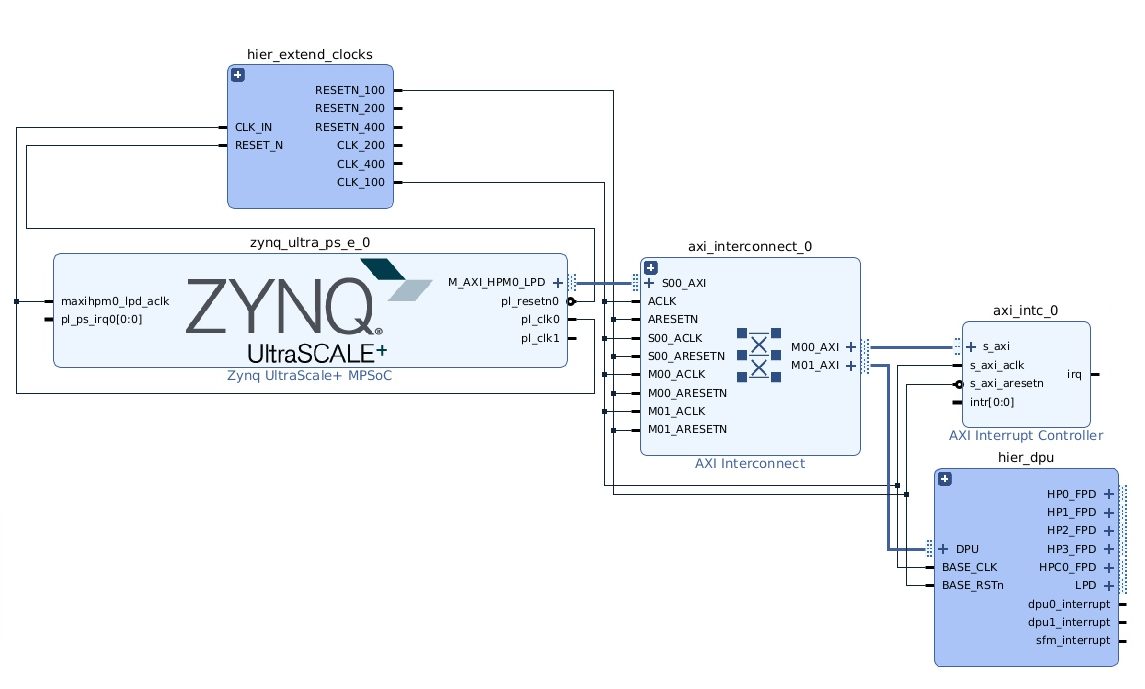 hier_extend_clocks
RESETN_100
RESETN_200
CLK_IN RESETN_400
RESET_N CLK_200
CLK_400
CLK_100
zynq_ultra_ps_e_0
M_AXI_HPM0_LPD
maxihpm0_lpd_aclk pl_resetn0
pl_ps_irq0[0:0] pl_clk0
pl_clk1
ZYNQ®
UltraSCALE+
Zynq UltraScale+ MPSoC
axi_interconnect_0
S00_AXI
ACLK
ARESETN
S00_ACLK
S00_ARESETN
M00_ACLK
M00_ARESETN
M01_ACLK
M01_ARESETN
M00_AXI
M01_AXI
AXI Interconnect
axi_intc_0
s_axi
s_axi_aclk
s_axi_aresetn
intr[0:0]
irq
AXI Interrupt Controller
hier_dpu
HP0_FPD
HP1_FPD
HP2_FPD
DPU HP3_FPD
BASE_CLK HPC0_FPD
BASE_RSTn LPD
dpu0_interrupt
dpu1_interrupt
sfm_interrupt